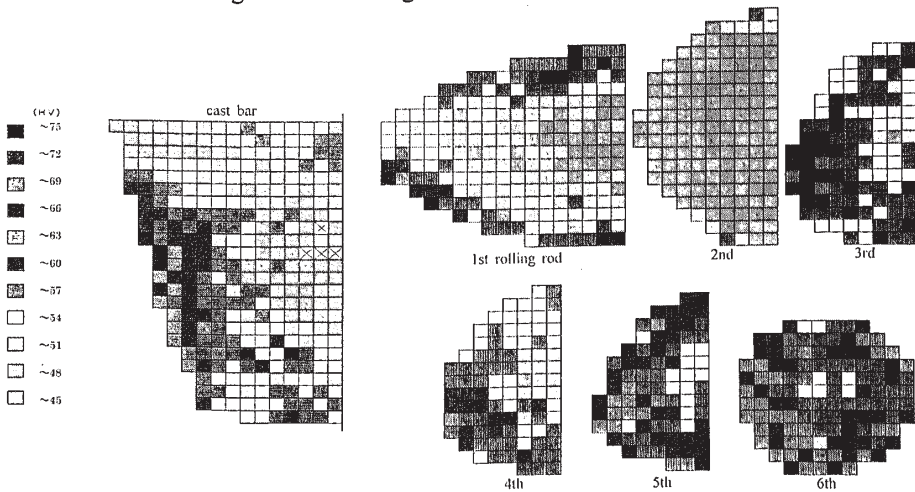 (HV)
~75
~72
~69
~66
~63
~60
~57
~54
~51
~48
~45
cast bar
1st rolling rod
2nd
3rd
4th
5th
6th